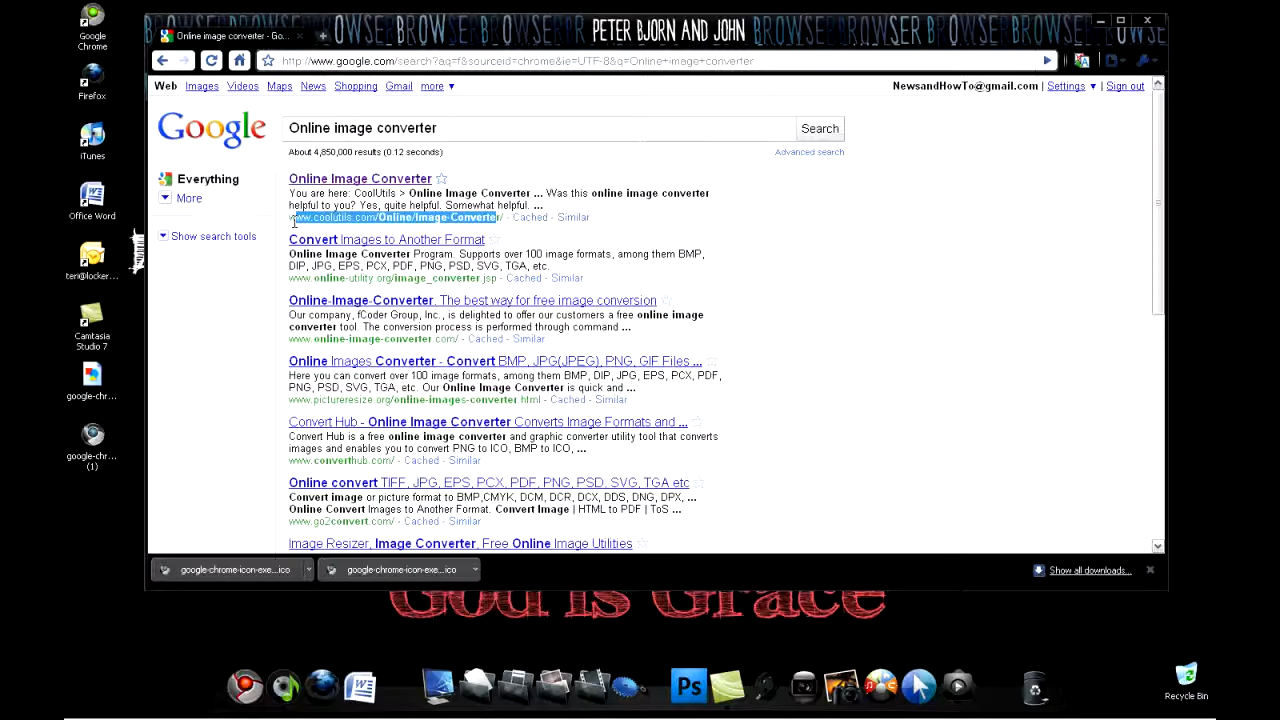 BROWSER BROWSER BROWSER PETER BJORN AND JOHN BROWSER BROWSER BROWSER
Online image converter - Go...
http://www.google.com/search?aq=f&sourceid=chrome&ie=UTF-8&q=Online+image+converter
Web Images Videos Maps News Shopping Gmail more ▼ NewsandHowTo@gmail.com | Settings ▼ | Sign out
Google
Online image converter Search
About 4,850,000 results (0.12 seconds) Advanced search
Everything
More
Show search tools
Online Image Converter
You are here: CoolUtils > Online Image Converter ... Was this online image converter
helpful to you? Yes, quite helpful. Somewhat helpful. ...
www.coolutils.com/Online/Image-Converter/ - Cached - Similar
Convert Images to Another Format
Online Image Converter Program. Supports over 100 image formats, among them BMP,
DIP, JPG, EPS, PCX, PDF, PNG, PSD, SVG, TGA, etc.
www.online-utility.org/image_converter.jsp - Cached - Similar
Online-Image-Converter. The best way for free image conversion
Our company, fCoder Group, Inc., is delighted to offer our customers a free online image
converter tool. The conversion process is performed through command ...
www.online-image-converter.com/ - Cached - Similar
Online Images Converter - Convert BMP, JPG(JPEG), PNG, GIF Files ...
Here you can convert over 100 image formats, among them BMP, DIP, JPG, EPS, PCX, PDF,
PNG, PSD, SVG, TGA, etc. Our Online Image Converter is quick and ...
www.pictureresize.org/online-images-converter.html - Cached - Similar
Convert Hub - Online Image Converter Converts Image Formats and ...
Convert Hub is a free online image converter and graphic converter utility tool that converts
images and enables you to convert PNG to ICO, BMP to ICO, ...
www.converthub.com/ - Cached - Similar
Online convert TIFF, JPG, EPS, PCX, PDF, PNG, PSD, SVG, TGA etc
Convert image or picture format to BMP,CMYK, DCM, DCR, DCX, DDS, DNG, DPX, ...
Online Convert Images to Another Format. Convert Image | HTML to PDF | ToS ...
www.go2convert.com/ - Cached - Similar
Image Resizer, Image Converter, Free Online Image Utilities
google-chrome-icon-exe....ico google-chrome-icon-exe....ico Show all downloads...
Google
Chrome
Firefox
iTunes
Office Word
teri@locker...
Camtasia
Studio 7
google-chr...
google-chr...
(1)
God is Grace
Ps
Recycle Bin